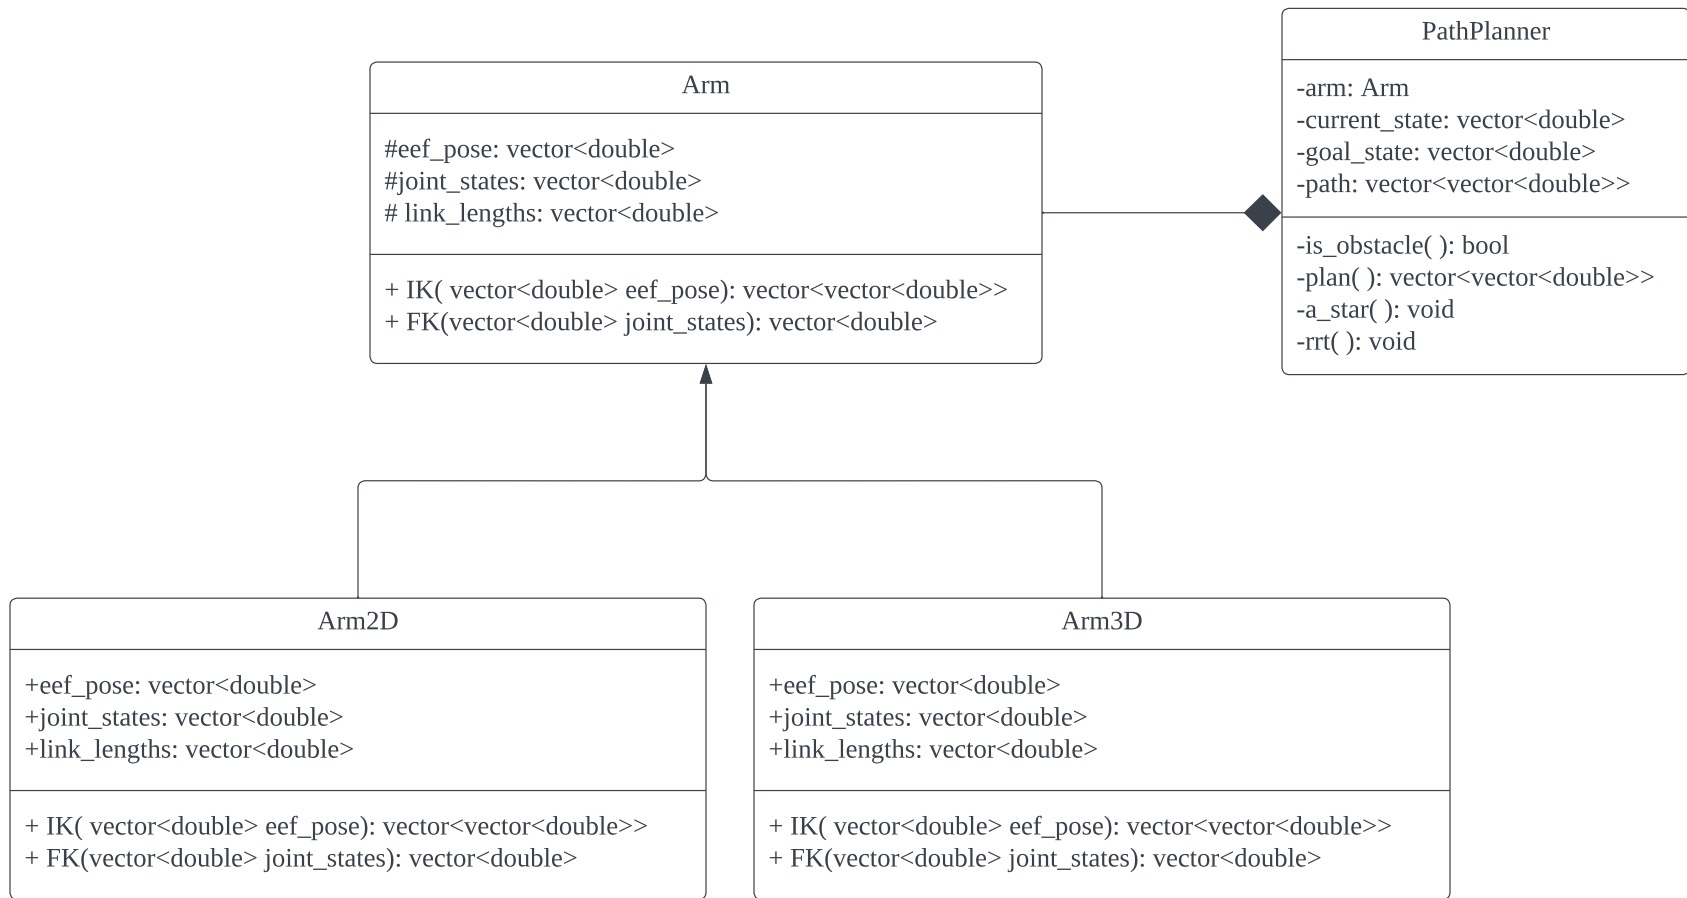 PathPlanner
-arm: Arm
-current_state: vector<double>
-goal_state: vector<double>
-path: vector<vector<double>>
-is_obstacle( ): bool
-plan( ): vector<vector<double>>
-a_star( ): void
-rrt( ): void
Arm
#eef_pose: vector<double>
#joint_states: vector<double>
# link_lengths: vector<double>
+ IK( vector<double> eef_pose): vector<vector<double>>
+ FK(vector<double> joint_states): vector<double>
Arm2D
+eef_pose: vector<double>
+joint_states: vector<double>
+link_lengths: vector<double>
+ IK( vector<double> eef_pose): vector<vector<double>>
+ FK(vector<double> joint_states): vector<double>
Arm3D
+eef_pose: vector<double>
+joint_states: vector<double>
+link_lengths: vector<double>
+ IK( vector<double> eef_pose): vector<vector<double>>
+ FK(vector<double> joint_states): vector<double>